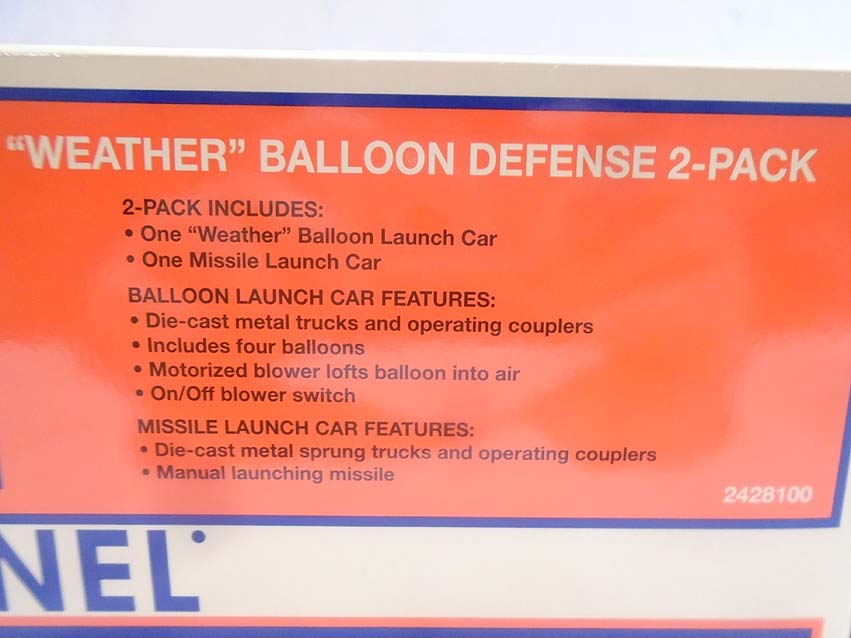 “WEATHER” BALLOON DEFENSE 2-PACK
2-PACK INCLUDES:
• One “Weather” Balloon Launch Car
• One Missile Launch Car
BALLOON LAUNCH CAR FEATURES:
• Die-cast metal trucks and operating couplers
• Includes four balloons
• Motorized blower lofts balloon into air
• On/Off blower switch
MISSILE LAUNCH CAR FEATURES:
• Die-cast metal sprung trucks and operating couplers
• Manual launching missile
2428100
NEL